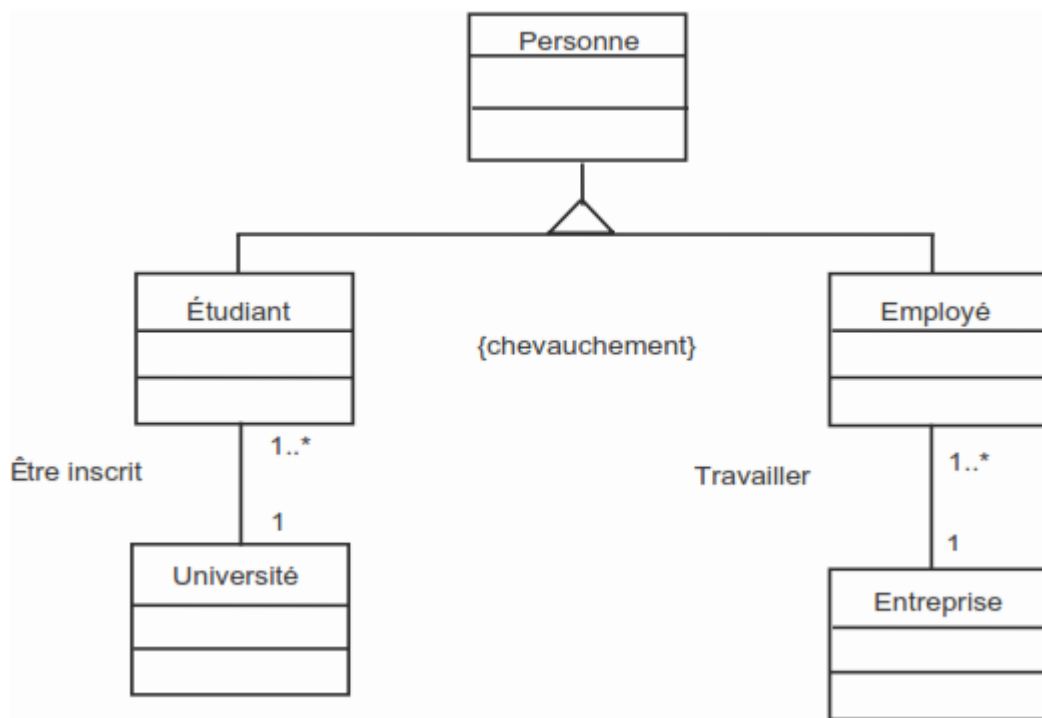 Personne
Étudiant
Employé
{chevauchement}
1..*
1..*
Être inscrit
Travailler
1
1
Université
Entreprise